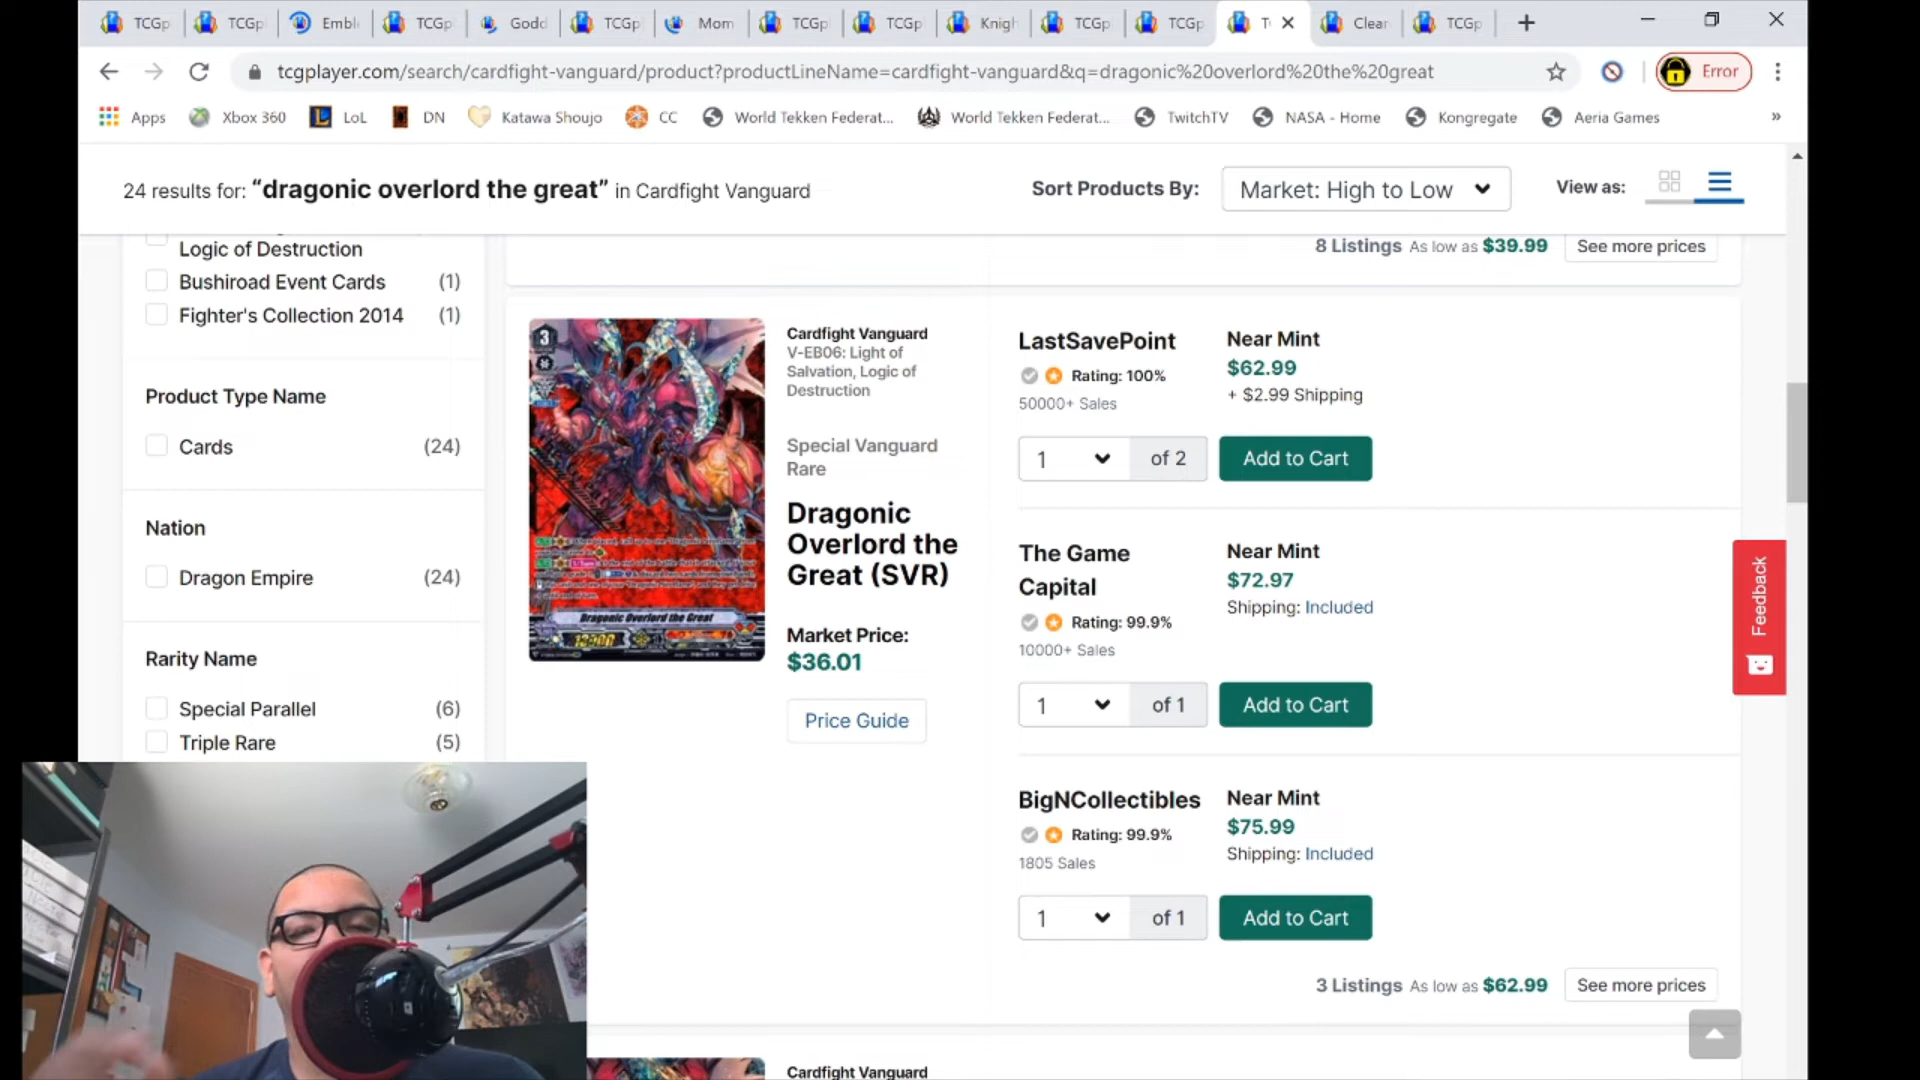 TCGp TCGp Emble TCGp Godd TCGp Mom TCGp TCGp Knigh TCGp TCGp T Clear TCGp
tcgplayer.com/search/cardfight-vanguard/product?productLineName=cardfight-vanguard&q=dragonic%20overlord%20the%20great
Error
Apps Xbox 360 LoL DN Katawa Shoujo CC World Tekken Federat... World Tekken Federat... TwitchTV NASA - Home Kongregate Aeria Games »
24 results for: “dragonic overlord the great” in Cardfight Vanguard
Sort Products By: Market: High to Low
View as:
Logic of Destruction
Bushiroad Event Cards (1)
Fighter's Collection 2014 (1)
Product Type Name
Cards (24)
Nation
Dragon Empire (24)
Rarity Name
Special Parallel (6)
Triple Rare (5)
8 Listings As low as $39.99 See more prices
3
Dragonic Overlord the Great
Cardfight Vanguard
V-EB06: Light of
Salvation, Logic of
Destruction
Special Vanguard
Rare
Dragonic
Overlord the
Great (SVR)
Market Price:
$36.01
Price Guide
LastSavePoint
Rating: 100%
50000+ Sales
Near Mint
$62.99
+ $2.99 Shipping
1 of 2 Add to Cart
The Game
Capital
Rating: 99.9%
10000+ Sales
Near Mint
$72.97
Shipping: Included
1 of 1 Add to Cart
BigNCollectibles
Rating: 99.9%
1805 Sales
Near Mint
$75.99
Shipping: Included
1 of 1 Add to Cart
3 Listings As low as $62.99 See more prices
Feedback
Cardfight Vanguard